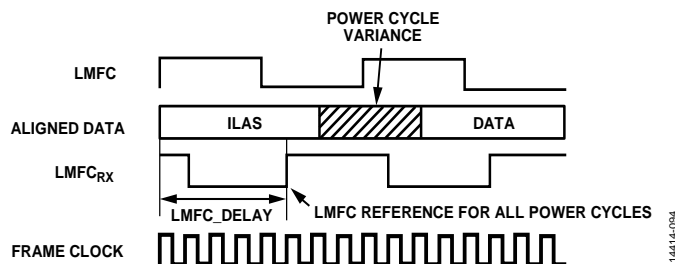 POWER CYCLE
VARIANCE
LMFC
ALIGNED DATA
ILAS
DATA
LMFCRX
LMFC_DELAY
LMFC REFERENCE FOR ALL POWER CYCLES
FRAME CLOCK
14414-094